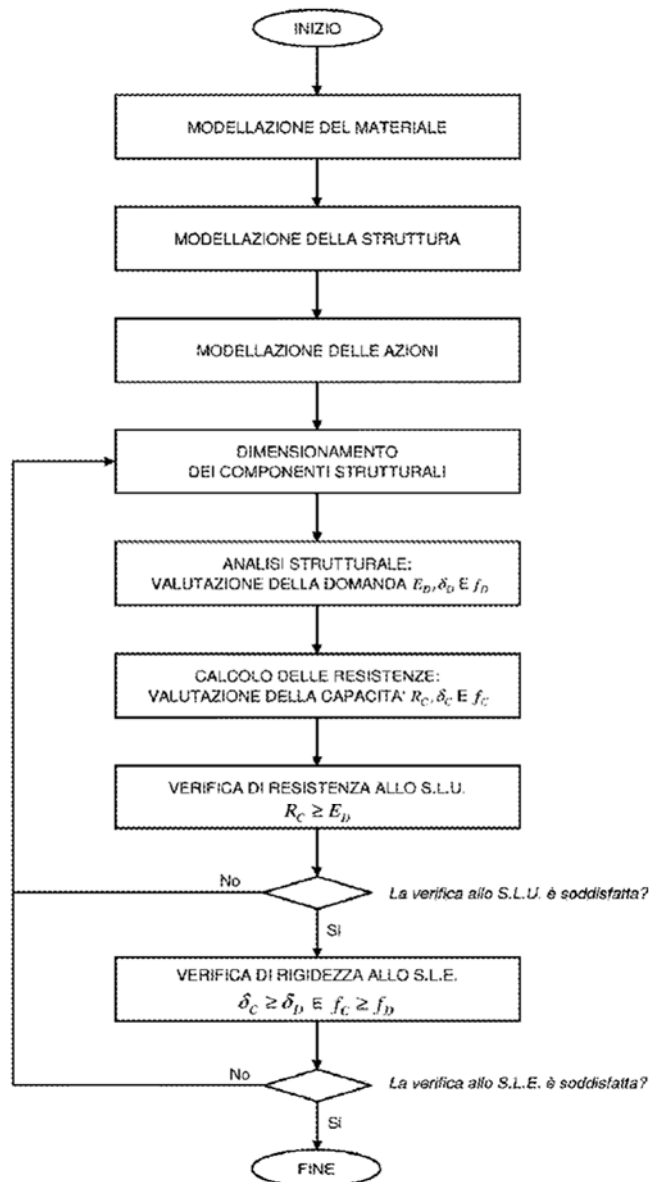 INIZIO
MODELLAZIONE DEL MATERIALE
MODELLAZIONE DELLA STRUTTURA
MODELLAZIONE DELLE AZIONI
DIMENSIONAMENTO
DEI COMPONENTI STRUTTURALI
ANALISI STRUTTURALE:
VALUTAZIONE DELLA DOMANDA E_D, δ_D E f_D
CALCOLO DELLE RESISTENZE:
VALUTAZIONE DELLA CAPACITA' R_C, δ_C E f_C
VERIFICA DI RESISTENZA ALLO S.L.U.
R_C ≥ E_D
No
La verifica allo S.L.U. è soddisfatta?
Si
VERIFICA DI RIGIDEZZA ALLO S.L.E.
δ_C ≥ δ_D E f_C ≥ f_D
No
La verifica allo S.L.E. è soddisfatta?
Si
FINE